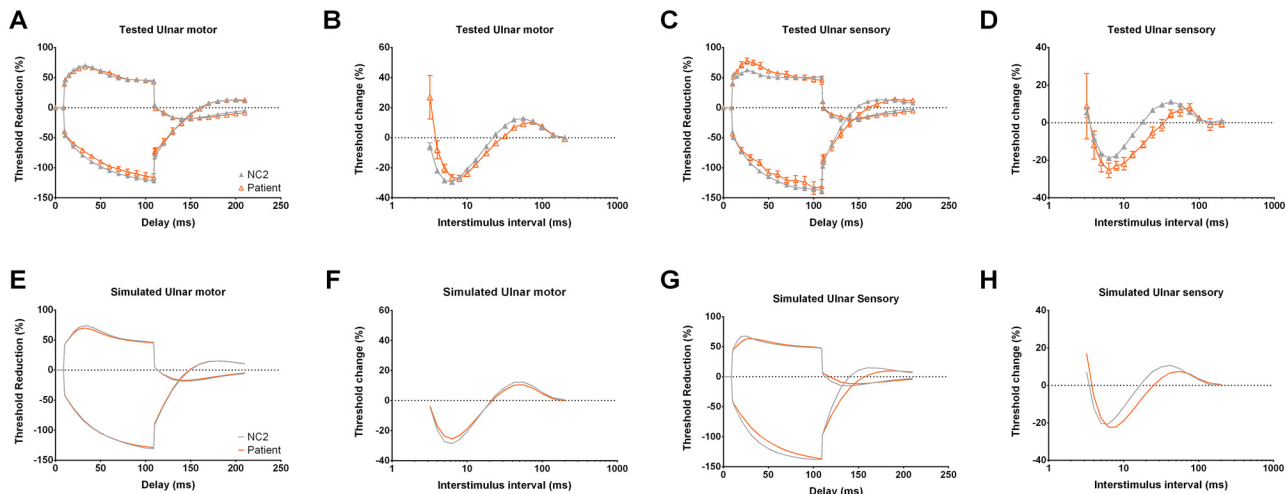 A
Tested Ulnar motor
Threshold Reduction (%)
100
50
0
-50
-100
-150
0
50
100
150
200
250
Delay (ms)
NC2
Patient
B
Tested Ulnar motor
Threshold change (%)
60
40
20
0
-20
-40
1
10
100
1000
Interstimulus interval (ms)
C
Tested Ulnar sensory
Threshold Reduction (%)
100
50
0
-50
-100
-150
0
50
100
150
200
250
Delay (ms)
D
Tested Ulnar sensory
Threshold change (%)
40
20
0
-20
-40
1
10
100
1000
Interstimulus interval (ms)
E
Simulated Ulnar motor
Threshold Reduction (%)
100
50
0
-50
-100
-150
0
50
100
150
200
250
Delay (ms)
NC2
Patient
F
Simulated Ulnar motor
Threshold change (%)
60
40
20
0
-20
-40
1
10
100
1000
Interstimulus interval (ms)
G
Simulated Ulnar Sensory
Threshold Reduction (%)
100
50
0
-50
-100
-150
0
50
100
150
200
250
Delay (ms)
H
Simulated Ulnar sensory
Threshold change (%)
40
20
0
-20
-40
1
10
100
1000
Interstimulus interval (ms)